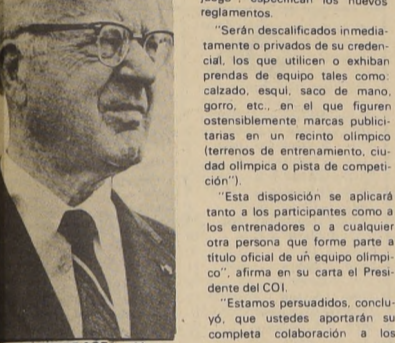 reglamentos.
"Serán descalificados inmedia-
tamente o privados de su creden-
cial, los que utilicen o exhiban
prendas de equipo tales como:
calzado, esquí, saco de mano,
gorro, etc., en el que figuren
ostensiblemente marcas publici-
tarias en un recinto olímpico
(terrenos de entrenamiento, ciu-
dad olímpica o pista de competi-
ción").
"Esta disposición se aplicará
tanto a los participantes como a
los entrenadores o a cualquier
otra persona que forme parte a
título oficial de un equipo olímpi-
co", afirma en su carta el Presi-
dente del COI.
"Estamos persuadidos, conclu-
yó, que ustedes aportarán su
completa colaboración a los